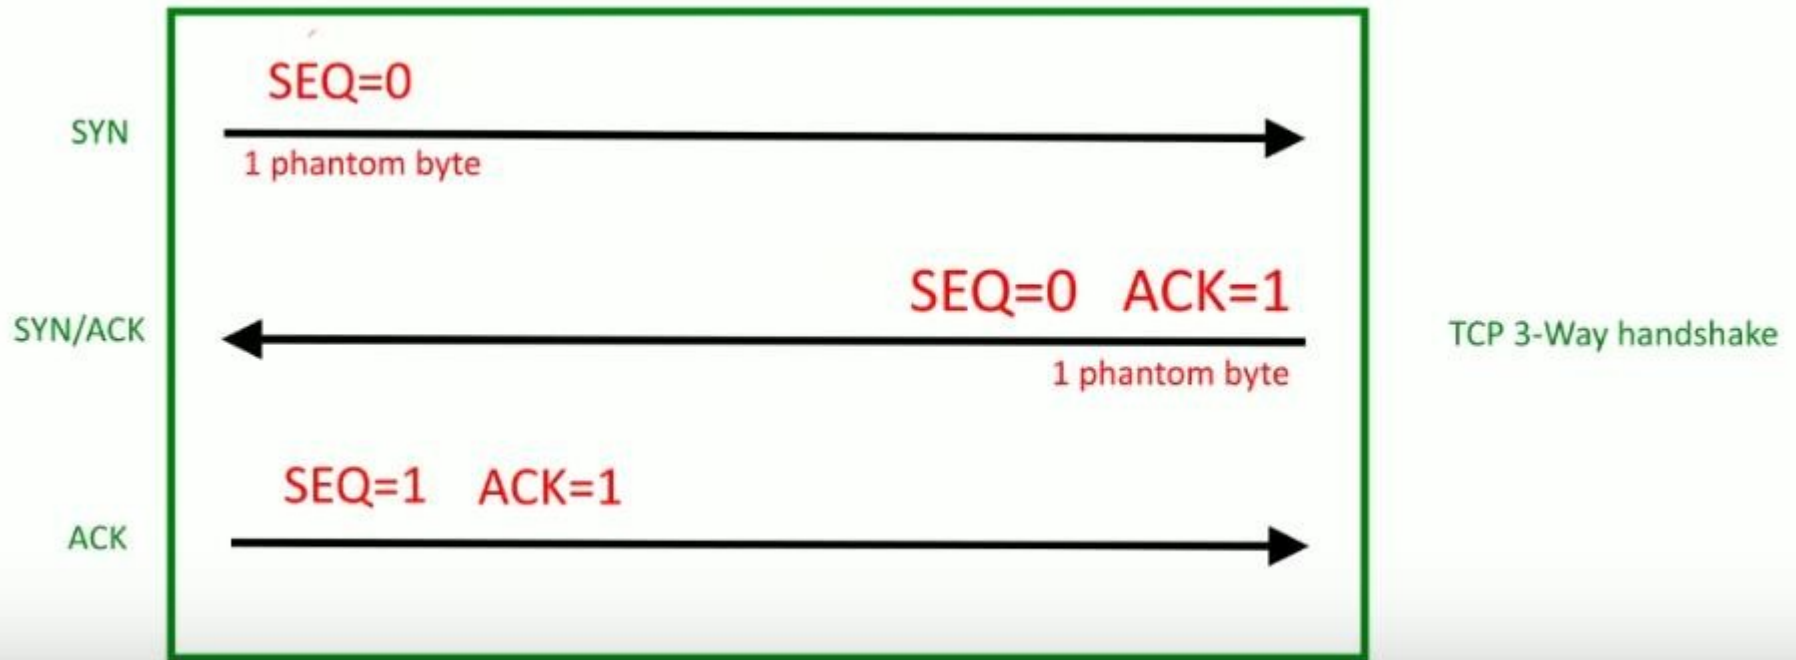 SEQ=0
SYN
1 phantom byte
SEQ=0 ACK=1
SYN/ACK
TCP 3-Way handshake
1 phantom byte
SEQ=1 ACK=1
ACK